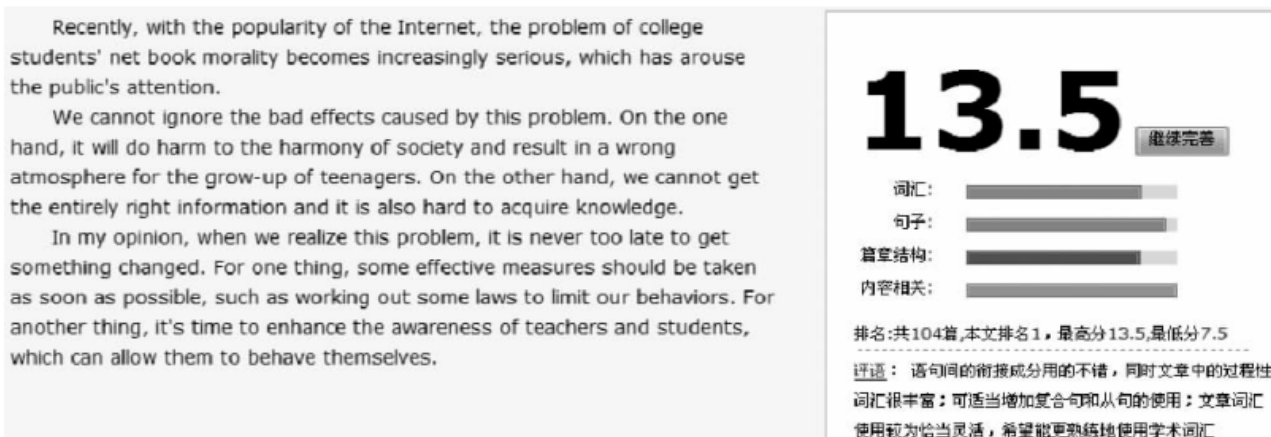 Recently, with the popularity of the Internet, the problem of college
students' net book morality becomes increasingly serious, which has arouse
the public's attention.
We cannot ignore the bad effects caused by this problem. On the one
hand, it will do harm to the harmony of society and result in a wrong
atmosphere for the grow-up of teenagers. On the other hand, we cannot get
the entirely right information and it is also hard to acquire knowledge.
In my opinion, when we realize this problem, it is never too late to get
something changed. For one thing, some effective measures should be taken
as soon as possible, such as working out some laws to limit our behaviors. For
another thing, it's time to enhance the awareness of teachers and students,
which can allow them to behave themselves.
13.5 继续完善
词汇:
句子:
篇章结构:
内容相关:
排名:共104篇,本文排名1，最高分13.5,最低分7.5
评语： 语句间的衔接成分用的不错，同时文章中的过程性
词汇很丰富；可适当增加复合句和从句的使用；文章词汇
使用较为恰当灵活，希望能更熟练地使用学术词汇